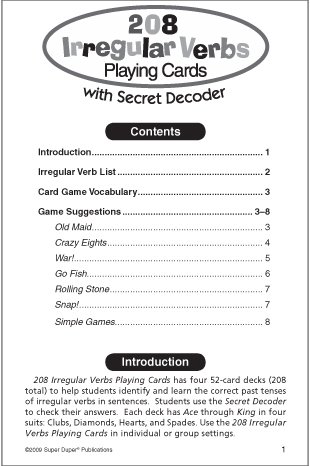 208
Irregular Verbs
Playing Cards
with Secret Decoder
Contents
Introduction................................................................ 1
Irregular Verb List ...................................................... 2
Card Game Vocabulary............................................... 3
Game Suggestions ................................................ 3–8
Old Maid................................................................ 3
Crazy Eights.......................................................... 4
War!...................................................................... 5
Go Fish.................................................................. 6
Rolling Stone......................................................... 7
Snap!..................................................................... 7
Simple Games....................................................... 8
Introduction
208 Irregular Verbs Playing Cards has four 52-card decks (208
total) to help students identify and learn the correct past tenses
of irregular verbs in sentences. Students use the Secret Decoder
to check their answers. Each deck has Ace through King in four
suits: Clubs, Diamonds, Hearts, and Spades. Use the 208 Irregular
Verbs Playing Cards in individual or group settings.
©2009 Super Duper® Publications 1